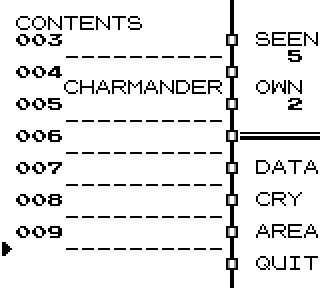 CONTENTS
003
----------
004
CHARMANDER
005
----------
006
----------
007
----------
008
----------
009
----------
SEEN
5
OWN
2
DATA
CRY
AREA
QUIT